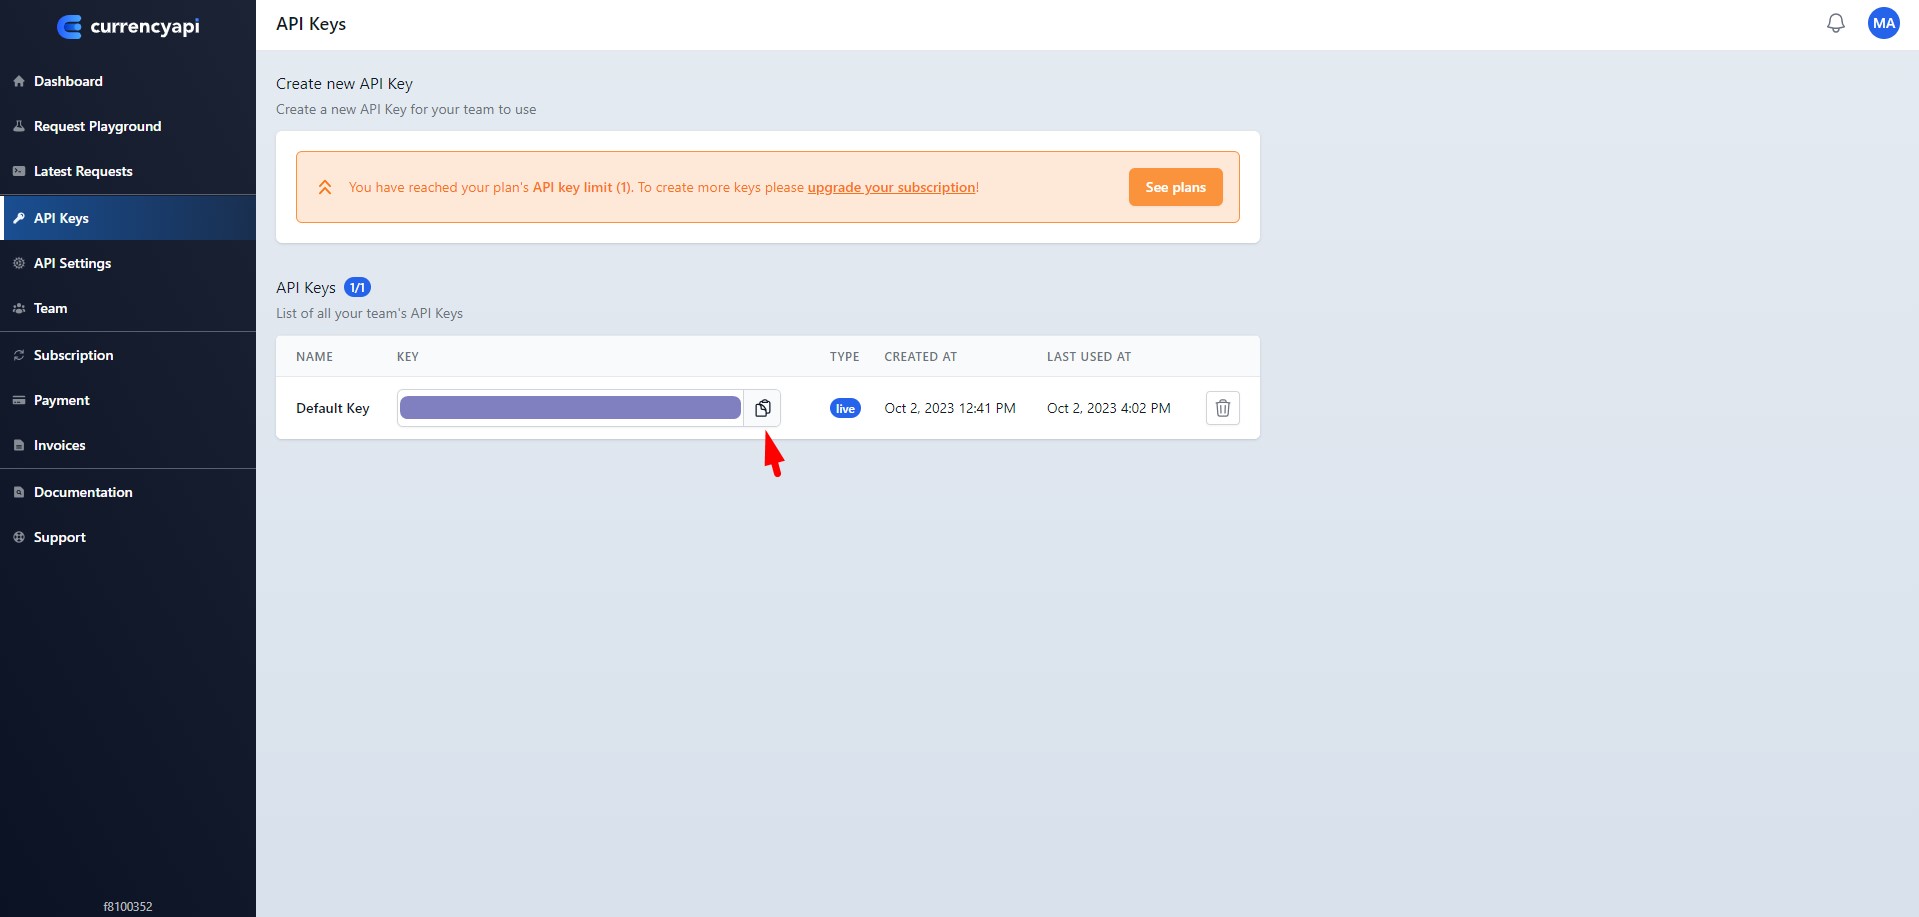 currencyapi
API Keys
MA
Dashboard
Request Playground
Latest Requests
API Keys
API Settings
Team
Subscription
Payment
Invoices
Documentation
Support
f8100352
Create new API Key
Create a new API Key for your team to use
You have reached your plan's API key limit (1). To create more keys please upgrade your subscription!
See plans
API Keys 1/1
List of all your team's API Keys
NAME KEY TYPE CREATED AT LAST USED AT
Default Key live Oct 2, 2023 12:41 PM Oct 2, 2023 4:02 PM